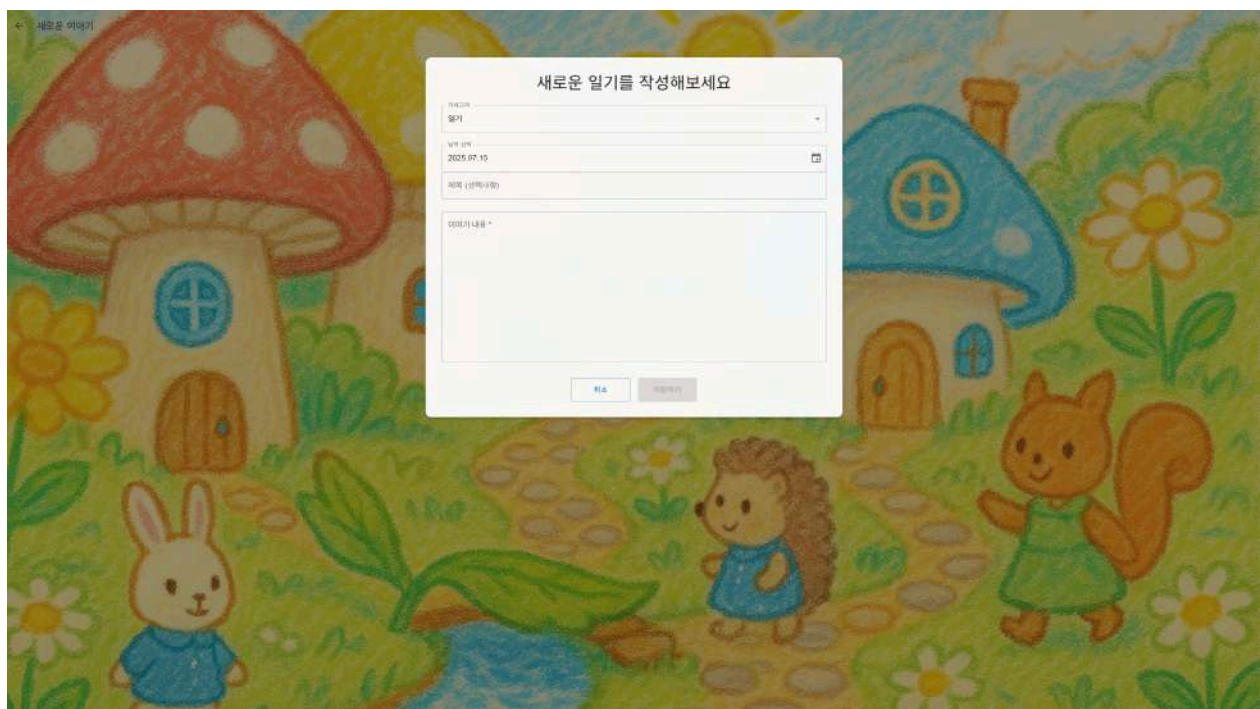 ← 새로운 이야기
새로운 일기를 작성해보세요
카테고리
일기
날짜 선택
2025.07.15
제목 (선택사항)
이야기 내용 *
취소
저장하기